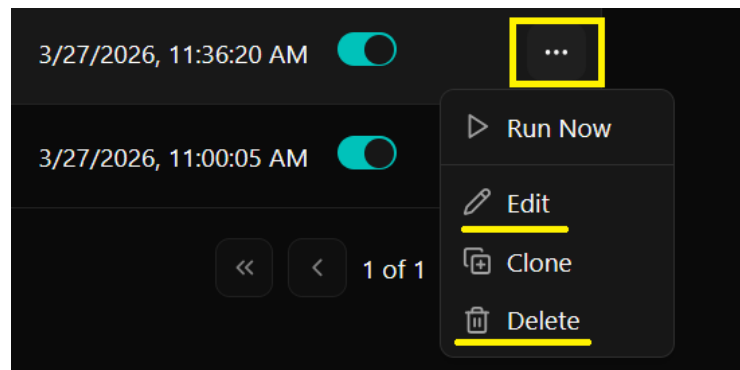 3/27/2026, 11:36:20 AM
...
Run Now
3/27/2026, 11:00:05 AM
Edit
1 of 1
Clone
Delete